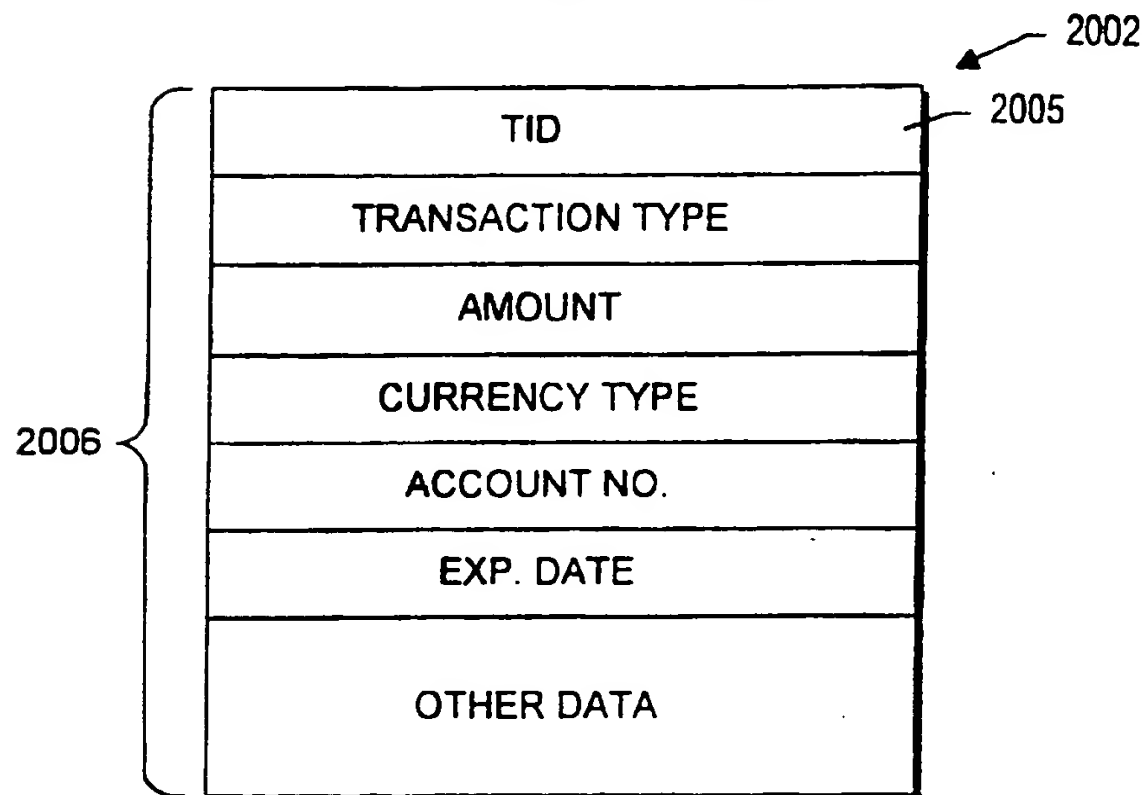 2002
TID
2005
TRANSACTION TYPE
AMOUNT
CURRENCY TYPE
2006
ACCOUNT NO.
EXP. DATE
OTHER DATA